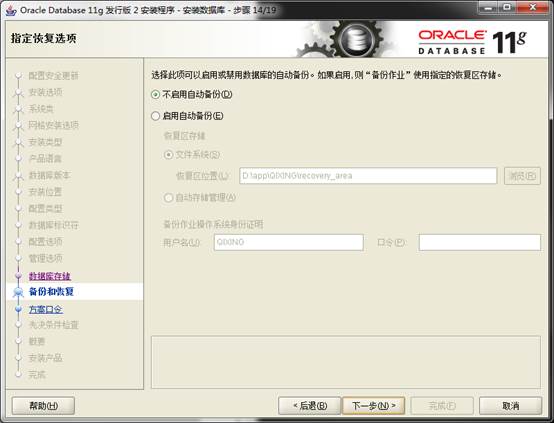 Oracle Database 11g 发行版 2 安装程序 - 安装数据库 - 步骤 14/19
指定恢复选项
ORACLE
DATABASE
11g
配置安全更新
安装选项
系统类
网格安装选项
安装类型
产品语言
数据库版本
安装位置
配置类型
数据库标识符
配置选项
管理选项
数据库存储
备份和恢复
方案口令
先决条件检查
概要
安装产品
完成
选择此项可以启用或禁用数据库的自动备份。如果启用,则 "备份作业" 使用指定的恢复区存储。
不启用自动备份(D)
启用自动备份(E)
恢复区存储
文件系统(S)
恢复区位置(L): D:\app\QIXING\recovery_area 浏览(R)
自动存储管理(A)
备份作业操作系统身份证明
用户名(U): QIXING 口令(P):
帮助(H) < 后退(B) 下一步(N) > 完成(F) 取消